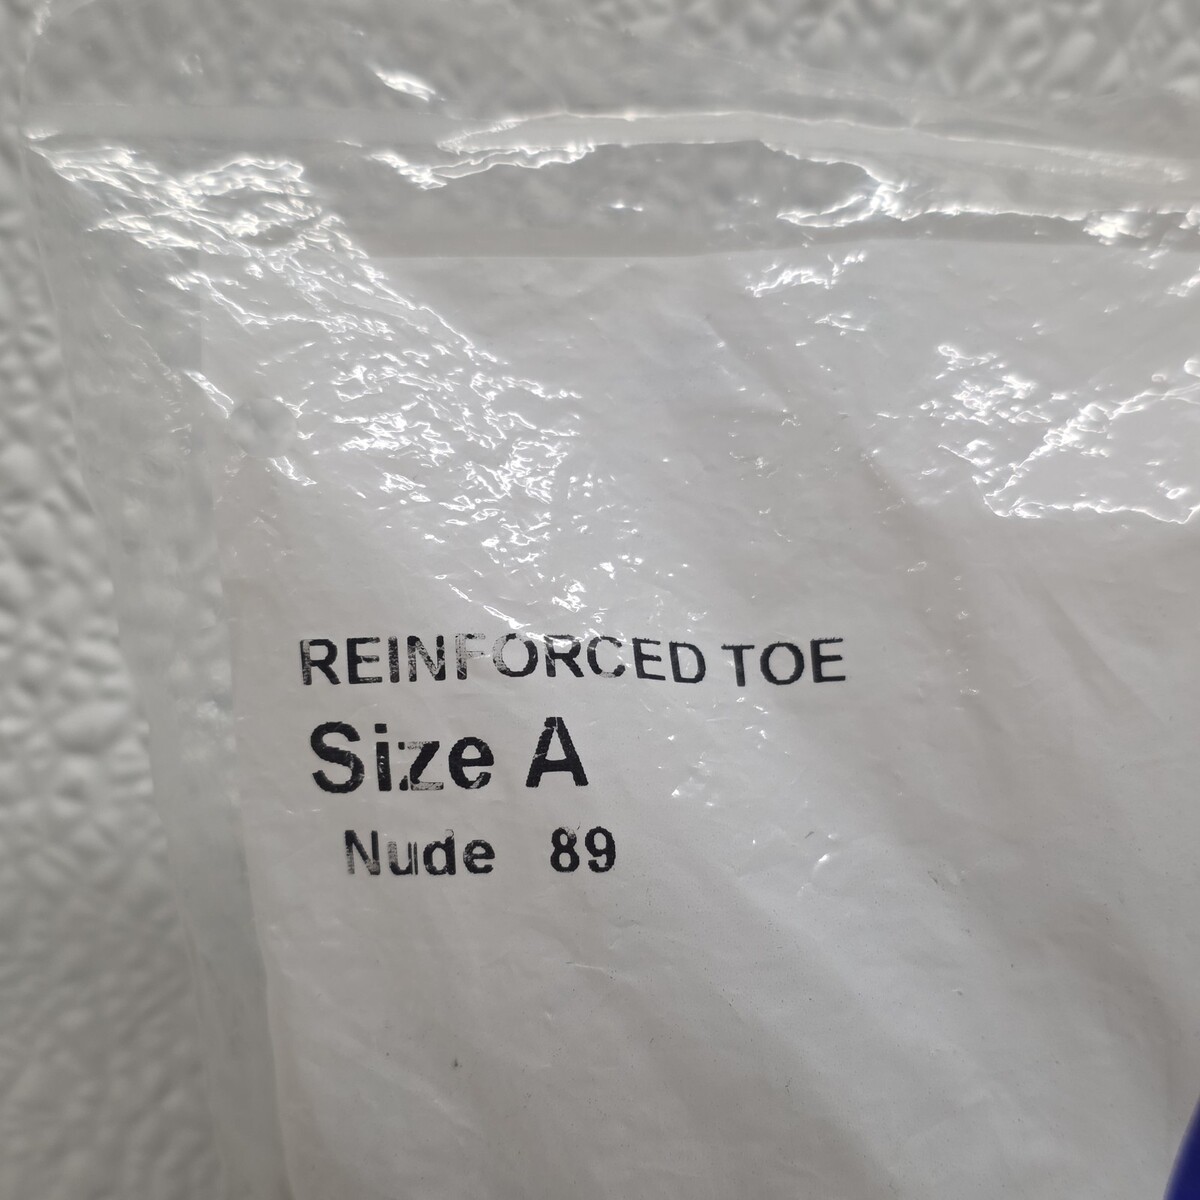 REINFORCED TOE
Size A
Nude 89